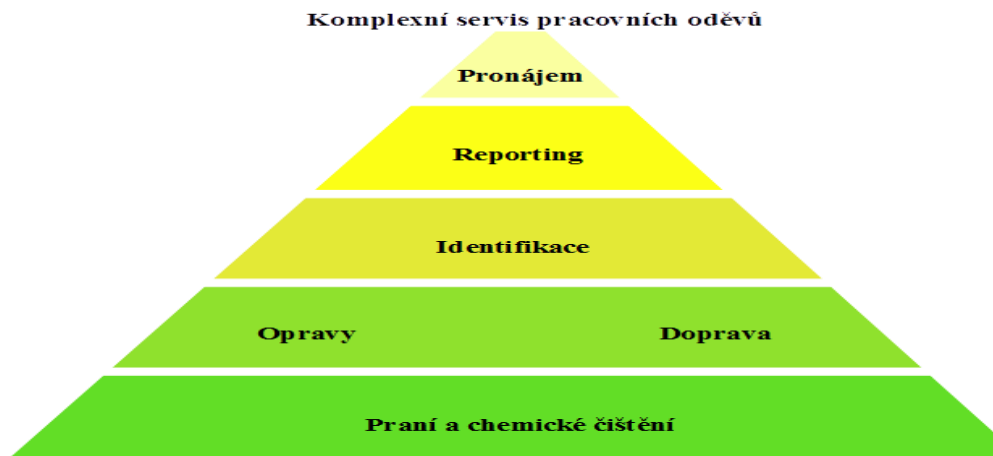 Komplexní servis pracovních oděvů
Pronájem
Reporting
Identifikace
Opravy Doprava
Praní a chemické čištění